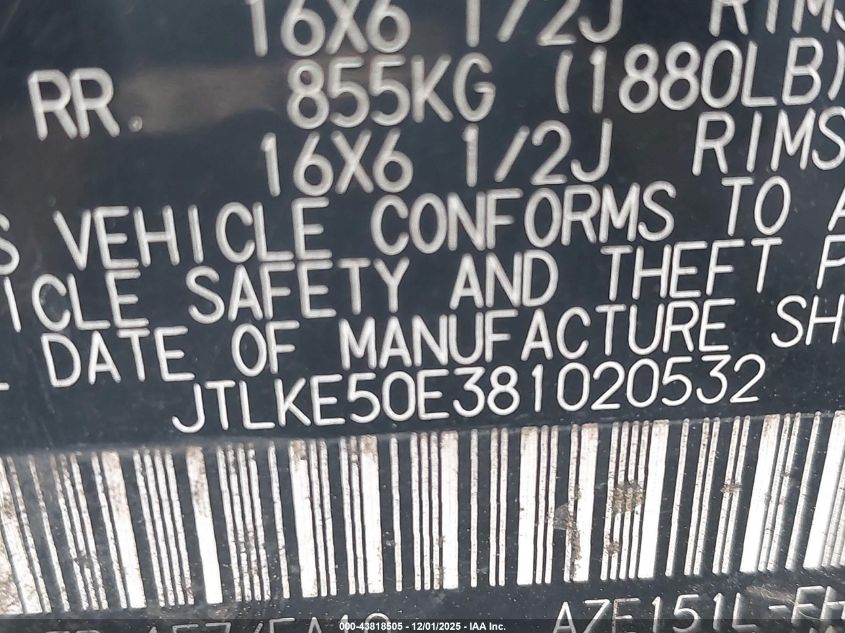 16X6 1/2J RIMS
RR. 855KG (1880LB)
16X6 1/2J RIMS
S VEHICLE CONFORMS TO A
ICLE SAFETY AND THEFT P
L DATE OF MANUFACTURE SH
JTLKE50E381020532
AZE151L-EH
000-43818505 - 12/01/2025 - IAA Inc.